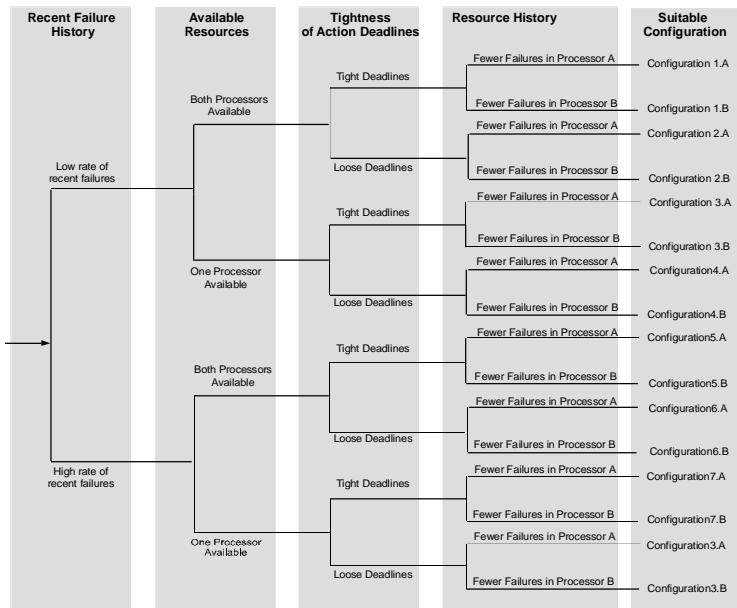 Recent Failure
History
Available
Resources
Tightness
of Action Deadlines
Resource History
Suitable
Configuration
Fewer Failures in Processor A
Configuration 1.A
Tight Deadlines
Both Processors
Available
Fewer Failures in Processor B
Configuration 1.B
Fewer Failures in Processor A
Configuration 2.A
Low rate of
recent failures
Loose Deadlines
Fewer Failures in Processor B
Configuration 2.B
Fewer Failures in Processor A
Configuration 3.A
Tight Deadlines
Fewer Failures in Processor B
Configuration 3.B
One Processor
Available
Fewer Failures in Processor A
Configuration4.A
Loose Deadlines
Fewer Failures in Processor B
Configuration4.B
Fewer Failures in Processor A
Configuration5.A
Tight Deadlines
Both Processors
Available
Fewer Failures in Processor B
Configuration5.B
Fewer Failures in Processor A
Configuration6.A
Loose Deadlines
Fewer Failures in Processor B
Configuration6.B
High rate of
recent failures
Fewer Failures in Processor A
Configuration7.A
Tight Deadlines
Fewer Failures in Processor B
Configuration7.B
One Processor
Available
Fewer Failures in Processor A
Configuration3.A
Loose Deadlines
Fewer Failures in Processor B
Configuration3.B